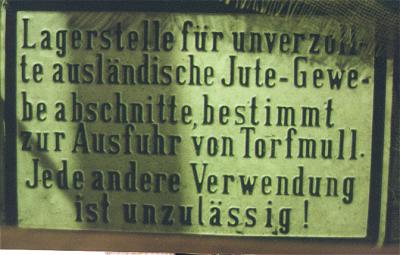 Lagerstelle für unverzoll-
te ausländische Jute-Gewe-
be abschnitte, bestimmt
zur Ausfuhr von Torfmull.
Jede andere Verwendung
ist unzulässig!